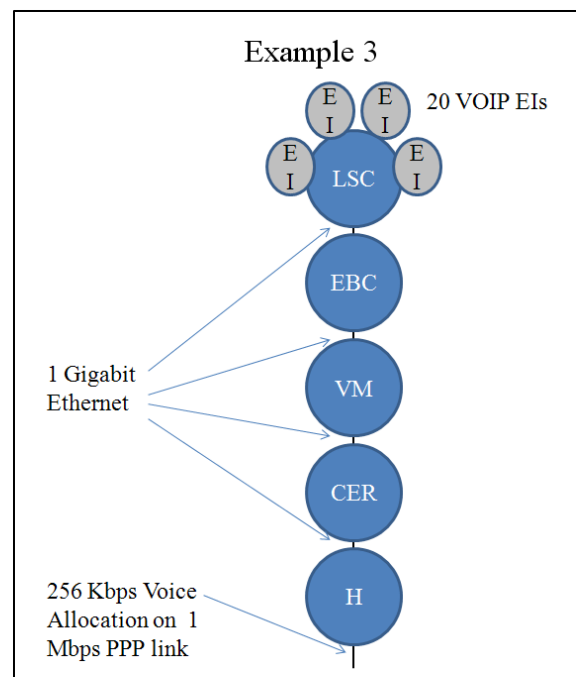 Example 3
20 VOIP EIs
E
I
E
I
E
I
E
I
LSC
EBC
1 Gigabit
Ethernet
VM
CER
256 Kbps Voice
Allocation on 1
Mbps PPP link
H